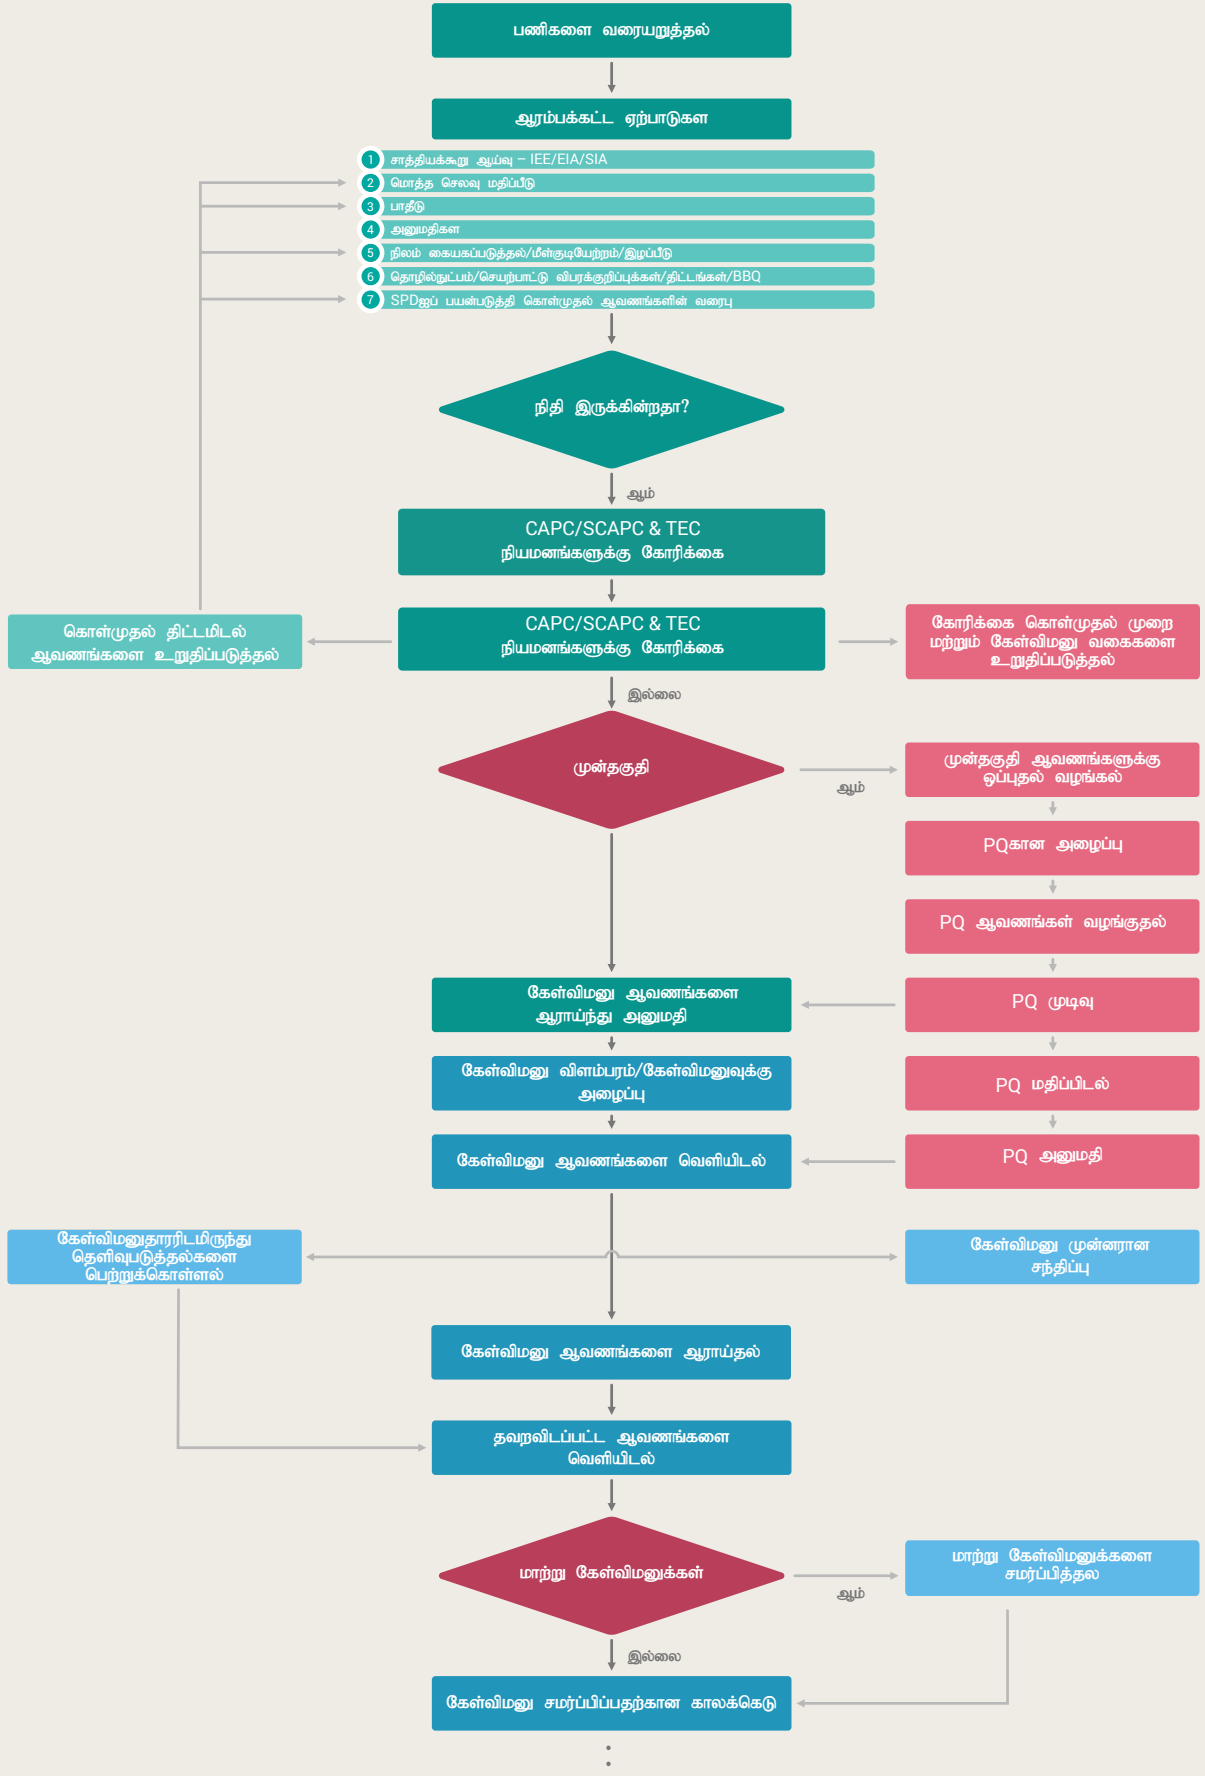 பணிகளை வரையறுத்தல்
ஆரம்பக்கட்ட ஏற்பாடுகள
1 சாத்தியக்கூறு ஆய்வு – IEE/EIA/SIA
2 மொத்த செலவு மதிப்பீடு
3 பாதீடு
4 அனுமதிகள
5 நிலம் கையகப்படுத்தல்/மீள்குடியேற்றம்/இழப்பீடு
6 தொழில்நுட்பம்/செயற்பாட்டு விபரக்குறிப்புக்கள்/திட்டங்கள்/BBQ
7 SPDஐப் பயன்படுத்தி கொள்முதல் ஆவணங்களின் வரைபு
நிதி இருக்கின்றதா?
ஆம்
CAPC/SCAPC & TEC
நியமனங்களுக்கு கோரிக்கை
CAPC/SCAPC & TEC
நியமனங்களுக்கு கோரிக்கை
கொள்முதல் திட்டமிடல்
ஆவணங்களை உறுதிப்படுத்தல்
கோரிக்கை கொள்முதல் முறை
மற்றும் கேள்விமனு வகைகளை
உறுதிப்படுத்தல்
இல்லை
முன்தகுதி
ஆம்
முன்தகுதி ஆவணங்களுக்கு
ஒப்புதல் வழங்கல்
PQகான அழைப்பு
PQ ஆவணங்கள் வழங்குதல்
கேள்விமனு ஆவணங்களை
ஆராய்ந்து அனுமதி
PQ முடிவு
கேள்விமனு விளம்பரம்/கேள்விமனுவுக்கு
அழைப்பு
PQ மதிப்பிடல்
கேள்விமனு ஆவணங்களை வெளியிடல்
PQ அனுமதி
கேள்விமனுதாரரிடமிருந்து
தெளிவுபடுத்தல்களை
பெற்றுக்கொள்ளல்
கேள்விமனு முன்னரான
சந்திப்பு
கேள்விமனு ஆவணங்களை ஆராய்தல்
தவறவிடப்பட்ட ஆவணங்களை
வெளியிடல்
மாற்று கேள்விமனுக்கள்
ஆம்
மாற்று கேள்விமனுக்களை
சமர்ப்பித்தல
இல்லை
கேள்விமனு சமர்ப்பிப்பதற்கான காலக்கெடு